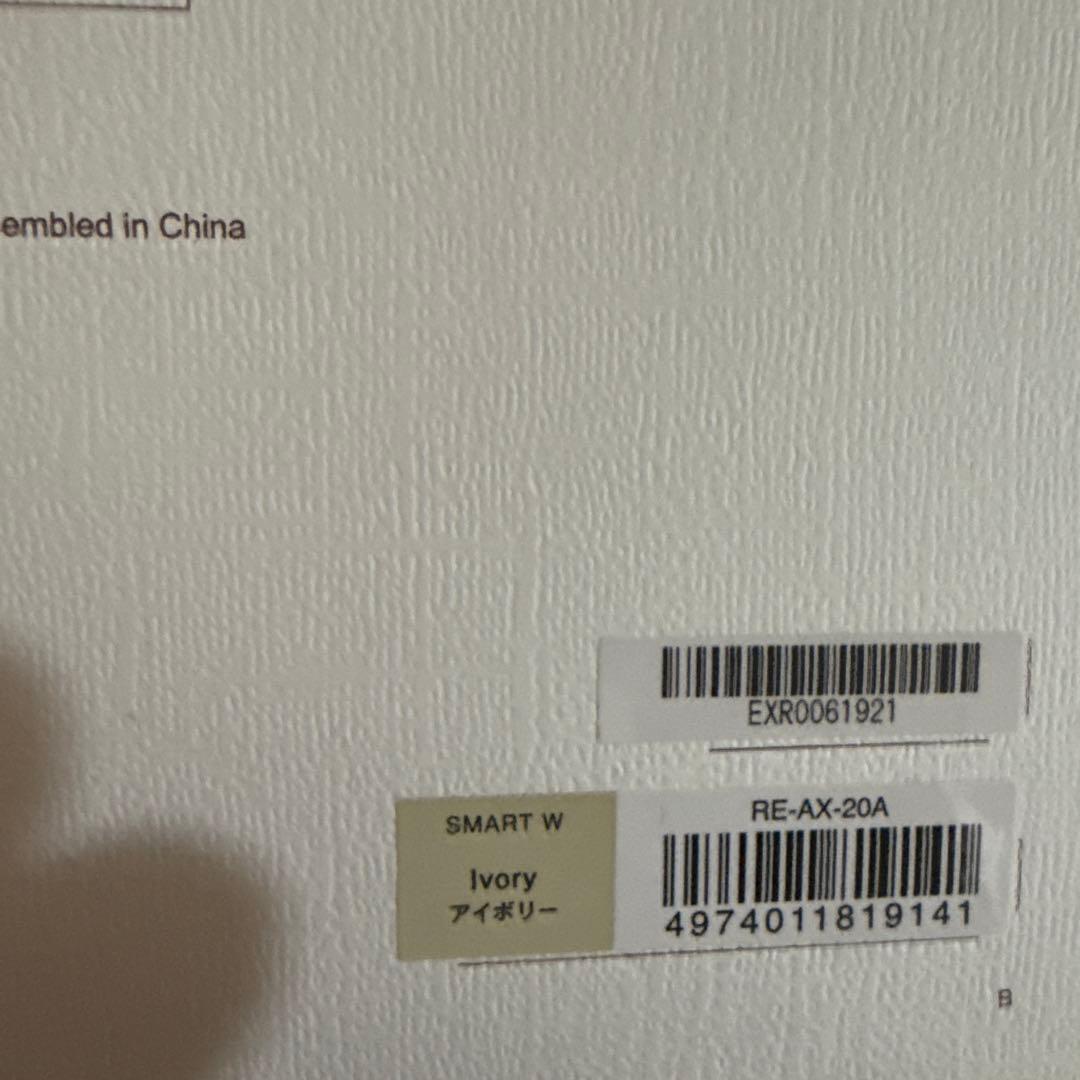 embled in China
EXR0061921
SMART W
Ivory
アイボリー
RE-AX-20A
4974011819141
B